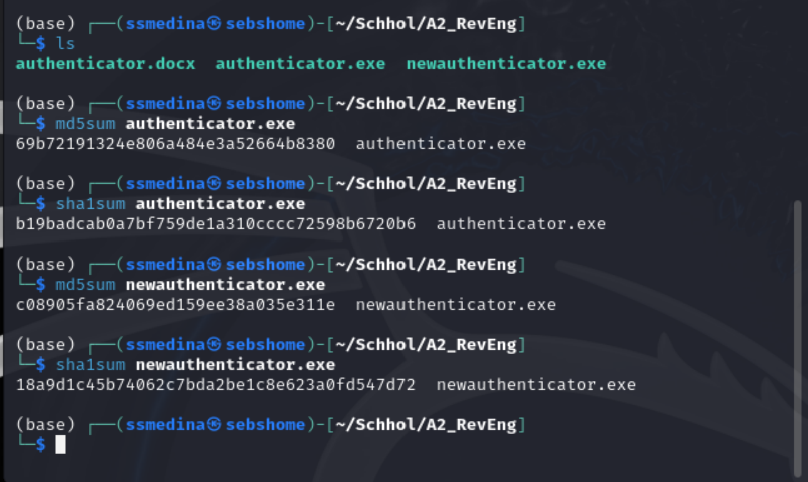 (base) ┌──(ssmedina㉿sebshome)-[~/Schhol/A2_RevEng]
└─$ ls
authenticator.docx  authenticator.exe  newauthenticator.exe
(base) ┌──(ssmedina㉿sebshome)-[~/Schhol/A2_RevEng]
└─$ md5sum authenticator.exe
69b72191324e806a484e3a52664b8380  authenticator.exe
(base) ┌──(ssmedina㉿sebshome)-[~/Schhol/A2_RevEng]
└─$ sha1sum authenticator.exe
b19badcab0a7bf759de1a310cccc72598b6720b6  authenticator.exe
(base) ┌──(ssmedina㉿sebshome)-[~/Schhol/A2_RevEng]
└─$ md5sum newauthenticator.exe
c08905fa824069ed159ee38a035e311e  newauthenticator.exe
(base) ┌──(ssmedina㉿sebshome)-[~/Schhol/A2_RevEng]
└─$ sha1sum newauthenticator.exe
18a9d1c45b74062c7bda2be1c8e623a0fd547d72  newauthenticator.exe
(base) ┌──(ssmedina㉿sebshome)-[~/Schhol/A2_RevEng]
└─$